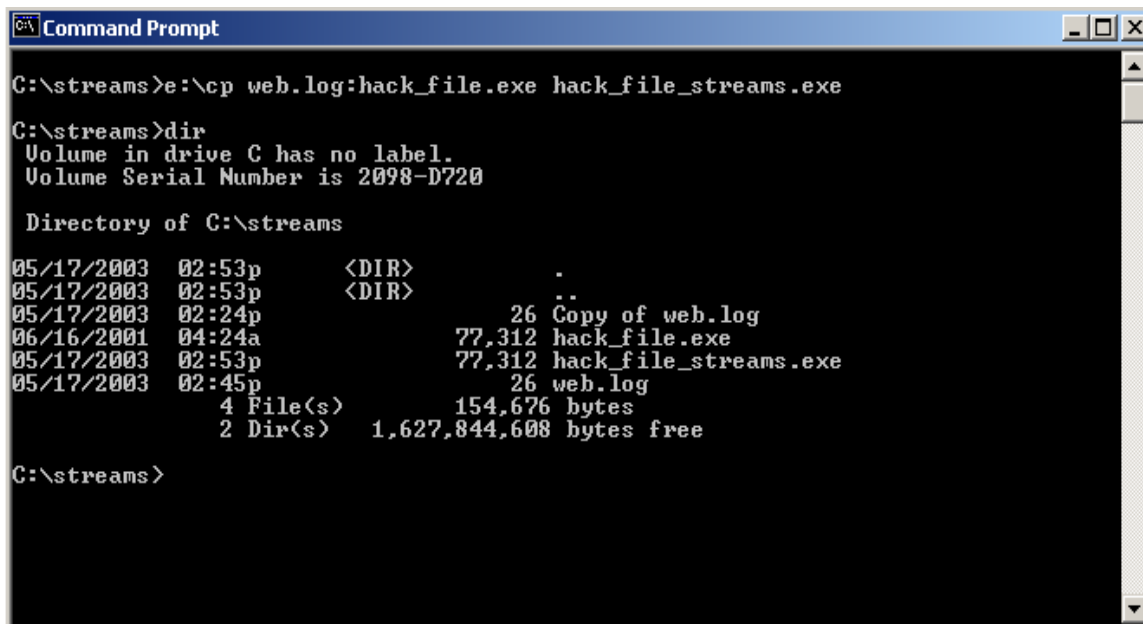 Command Prompt
C:\streams>e:\cp web.log:hack_file.exe hack_file_streams.exe
C:\streams>dir
 Volume in drive C has no label.
 Volume Serial Number is 2098-D720
 Directory of C:\streams
05/17/2003  02:53p      <DIR>          .
05/17/2003  02:53p      <DIR>          ..
05/17/2003  02:24p                  26 Copy of web.log
06/16/2001  04:24a              77,312 hack_file.exe
05/17/2003  02:53p              77,312 hack_file_streams.exe
05/17/2003  02:45p                  26 web.log
               4 File(s)        154,676 bytes
               2 Dir(s)   1,627,844,608 bytes free
C:\streams>